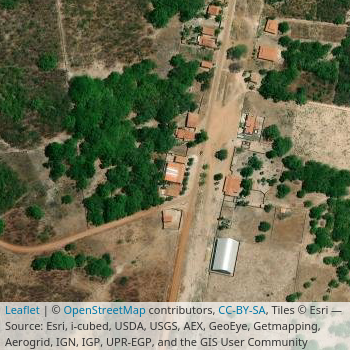 Leaflet | © OpenStreetMap contributors, CC-BY-SA, Tiles © Esri —
Source: Esri, i-cubed, USDA, USGS, AEX, GeoEye, Getmapping,
Aerogrid, IGN, IGP, UPR-EGP, and the GIS User Community